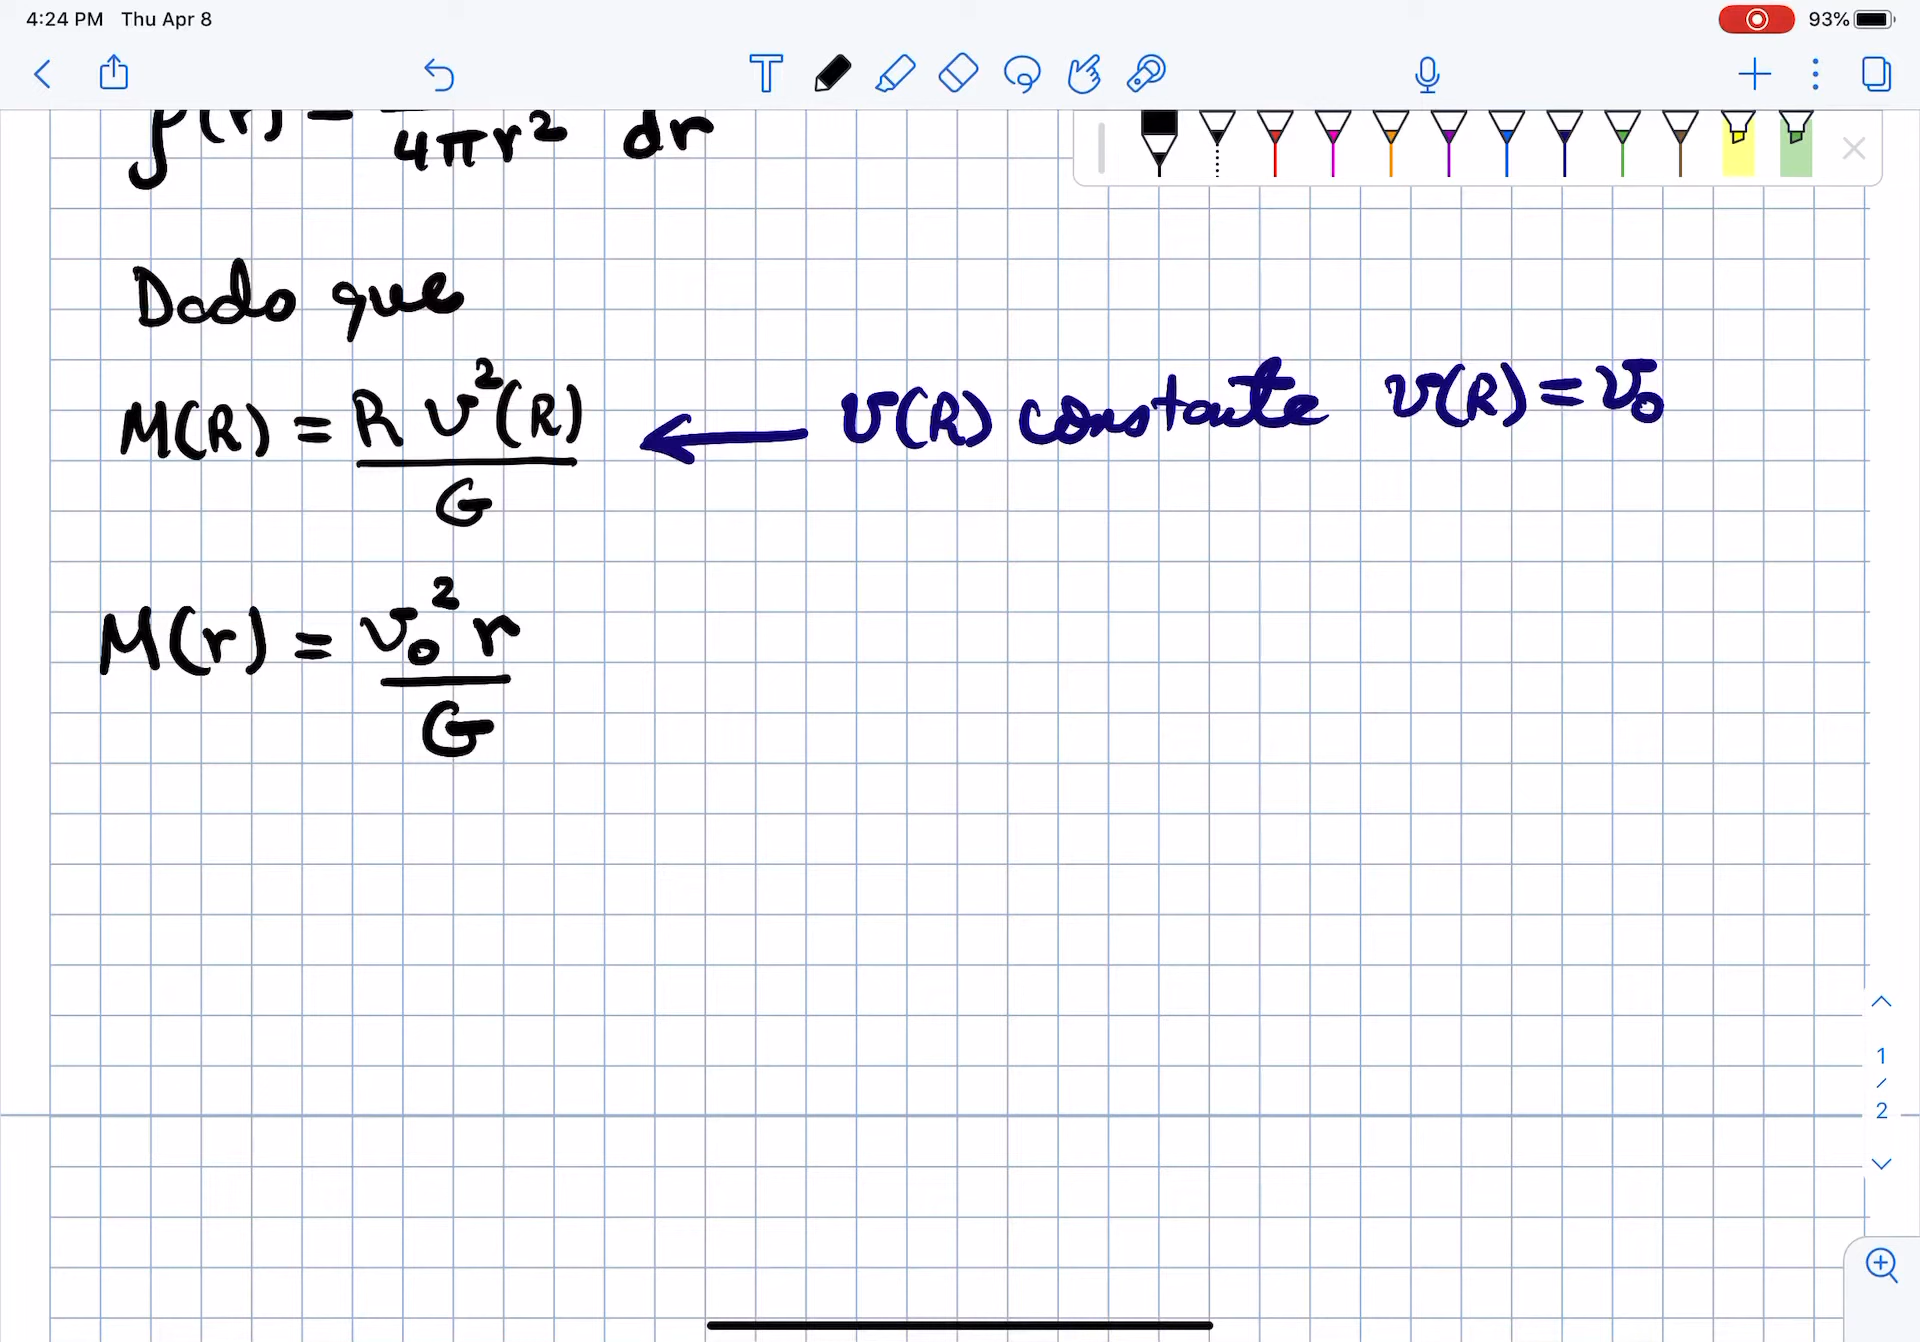 4:24 PM Thu Apr 8
93%
ρ(r) = 
4πr² dr
Dado que
M(R) = R v²(R)
G
v(R) constante v(R) = v₀
M(r) = v₀² r
G
1
/
2